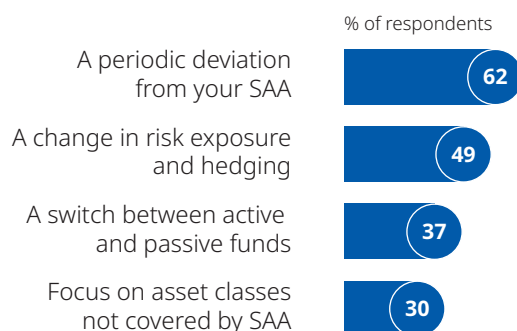 % of respondents
A periodic deviation
from your SAA
62
A change in risk exposure
and hedging
49
A switch between active
and passive funds
37
Focus on asset classes
not covered by SAA
30